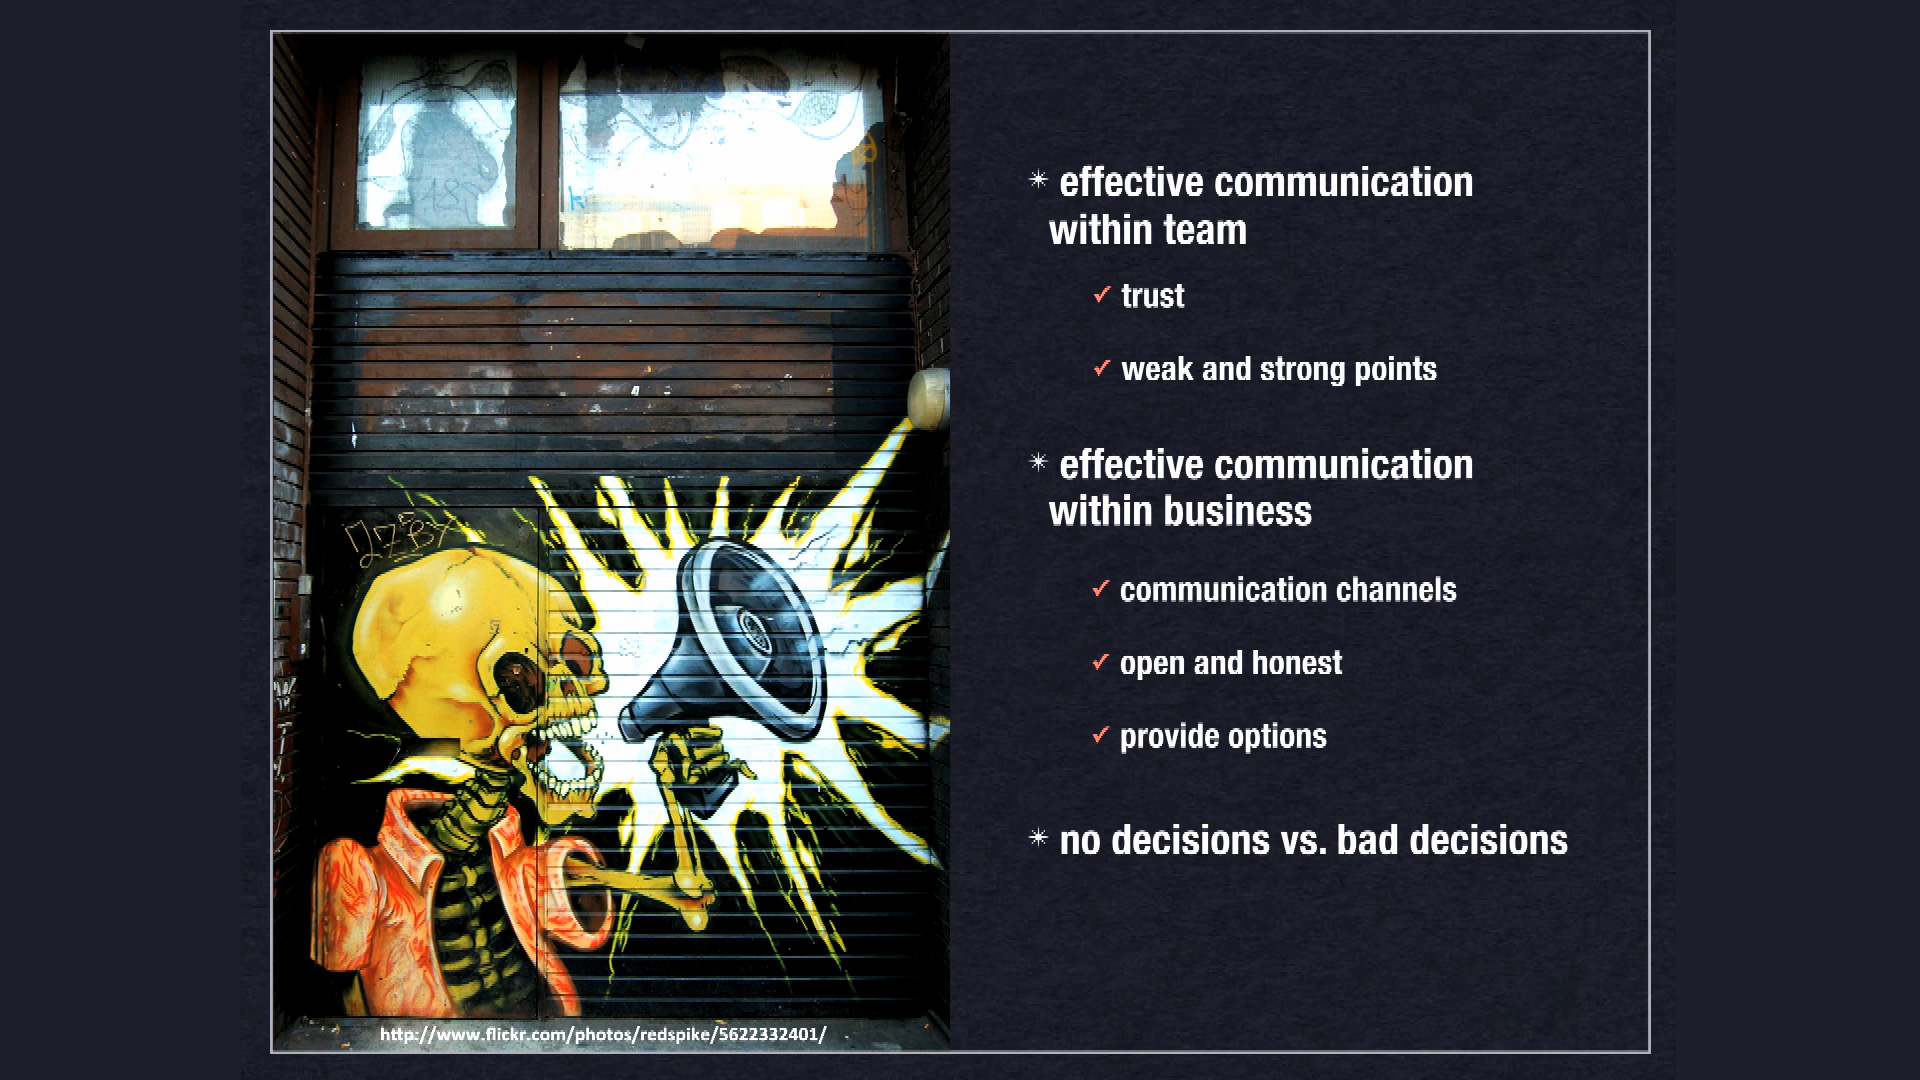 effective communication
within team
✓ trust
✓ weak and strong points
effective communication
within business
✓ communication channels
✓ open and honest
✓ provide options
no decisions vs. bad decisions
http://www.flickr.com/photos/redspike/5622332401/